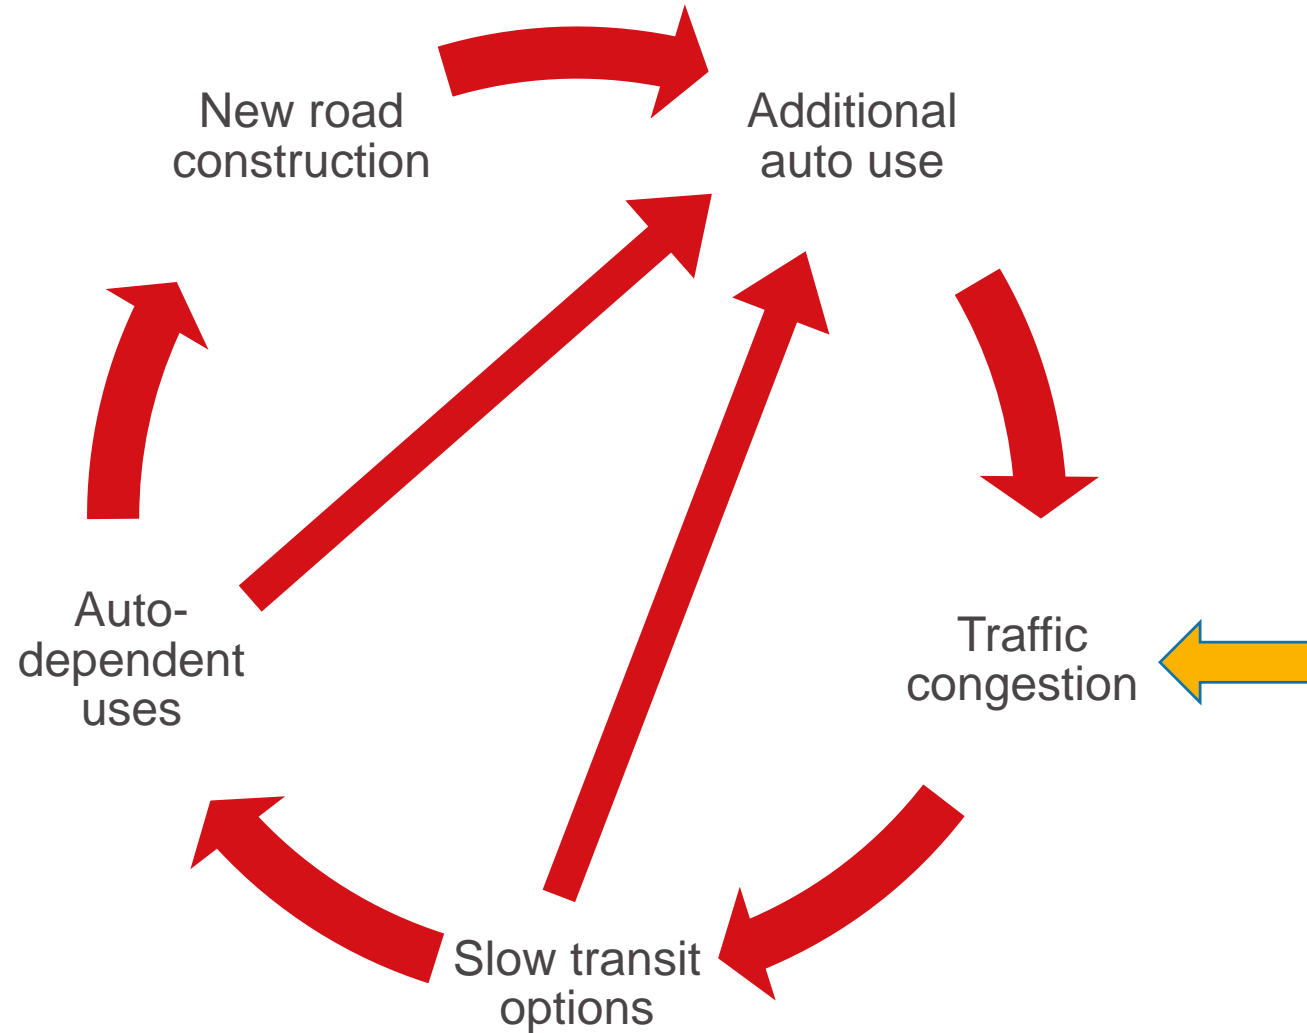 New road
construction
Additional
auto use
Traffic
congestion
Slow transit
options
Auto-
dependent
uses